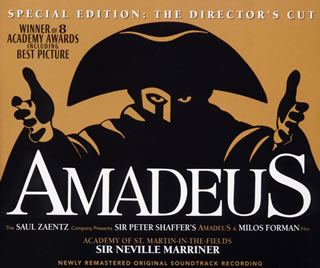 SPECIAL EDITION: THE DIRECTOR'S CUT
WINNER OF 8
ACADEMY AWARDS
INCLUDING
BEST PICTURE
AMADEUS
The SAUL ZAENTZ Company Presents SIR PETER SHAFFER'S AMADEUS A MILOS FORMAN Film
ACADEMY OF ST. MARTIN-IN-THE-FIELDS
SIR NEVILLE MARRINER
NEWLY REMASTERED ORIGINAL SOUNDTRACK RECORDING